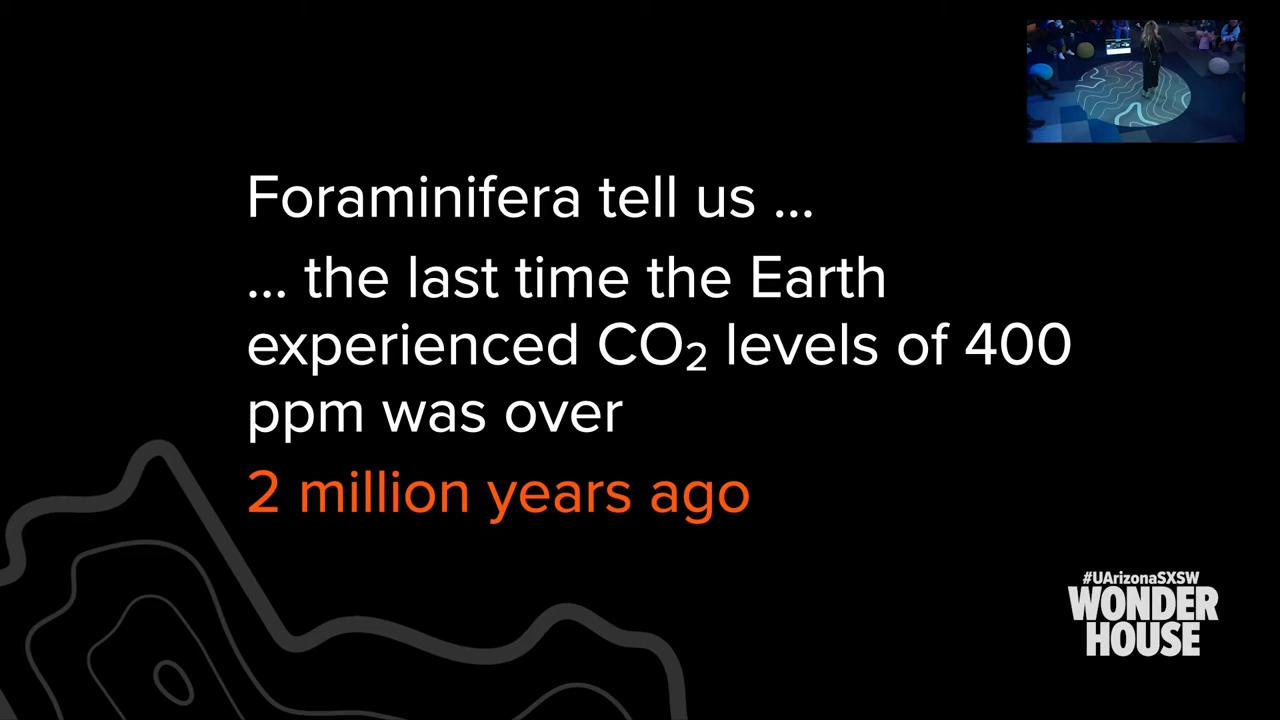 Foraminifera tell us ...
... the last time the Earth
experienced CO₂ levels of 400
ppm was over
2 million years ago
#UArizonaSXSW
WONDER
HOUSE